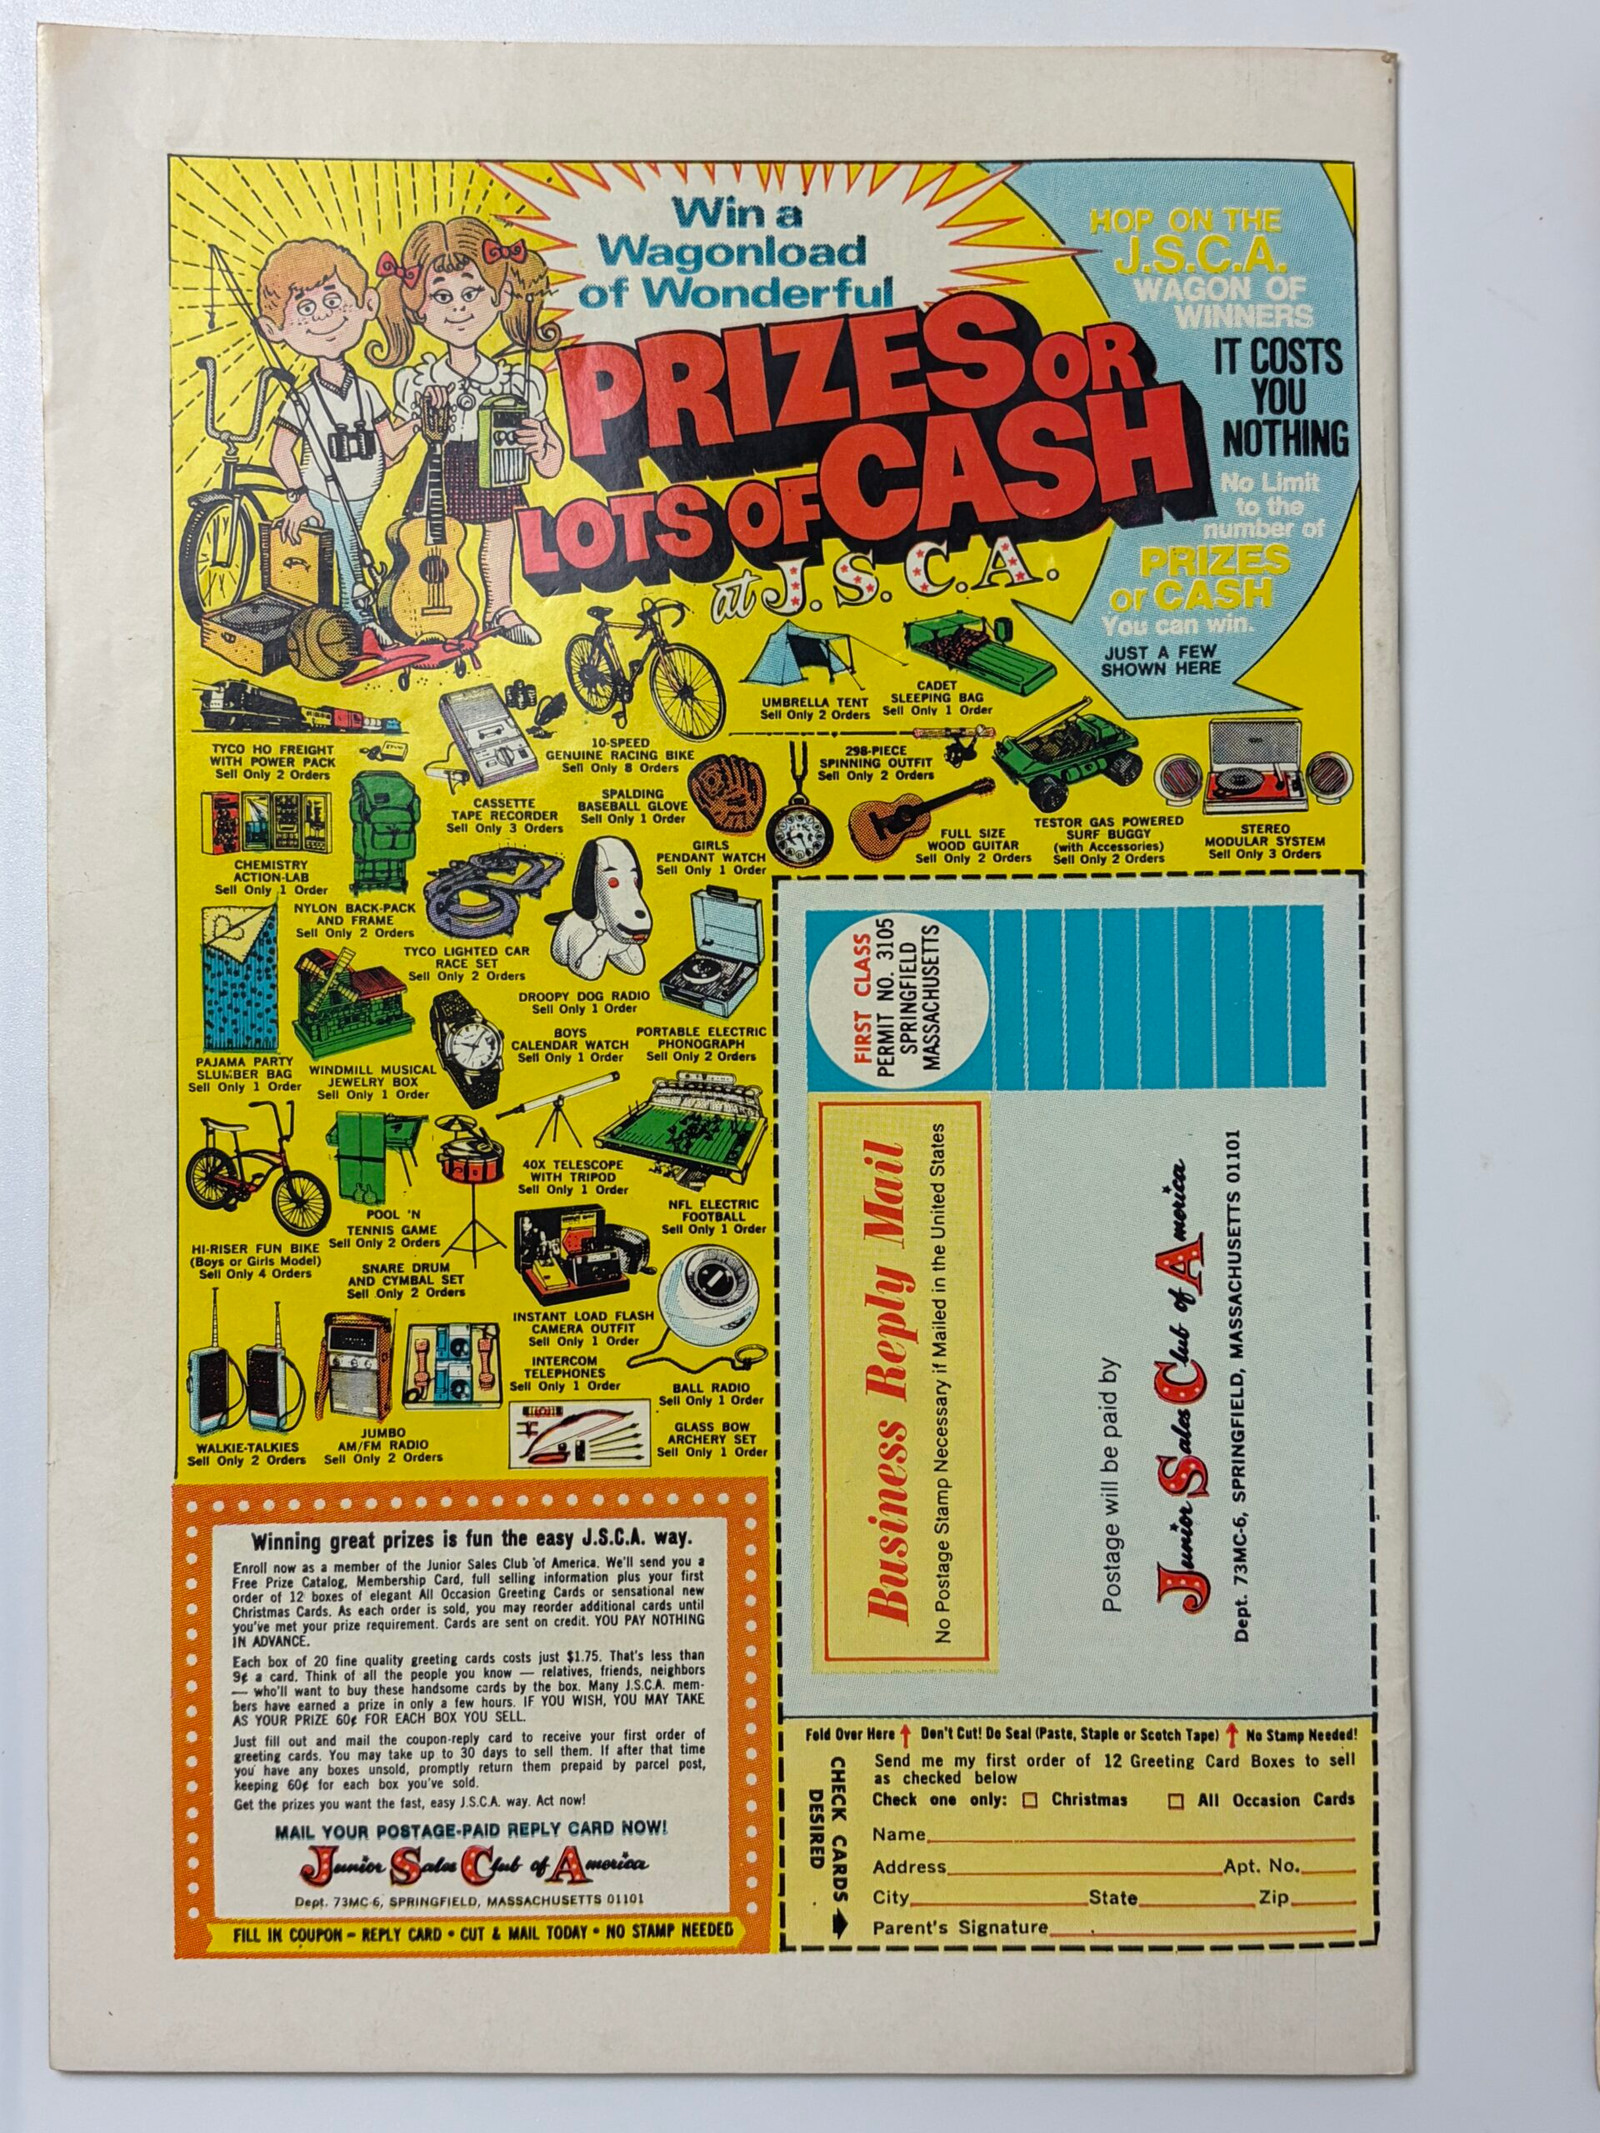 Win a
Wagonload
of Wonderful
PRIZES OR
LOTS OF CASH
at J.S.C.A.
HOP ON THE
J.S.C.A.
WAGON OF
WINNERS
IT COSTS
YOU
NOTHING
No Limit
to the
number of
PRIZES
or CASH
You can win.
JUST A FEW
SHOWN HERE
UMBRELLA TENT
Sell Only 2 Orders
CADET
SLEEPING BAG
Sell Only 1 Order
TYCO HO FREIGHT
WITH POWER PACK
Sell Only 2 Orders
CASSETTE
TAPE RECORDER
Sell Only 3 Orders
10-SPEED
GENUINE RACING BIKE
Sell Only 8 Orders
SPALDING
BASEBALL GLOVE
Sell Only 1 Order
298-PIECE
SPINNING OUTFIT
Sell Only 2 Orders
GIRLS
PENDANT WATCH
Sell Only 1 Order
FULL SIZE
WOOD GUITAR
Sell Only 2 Orders
TESTOR GAS POWERED
SURF BUGGY
(with Accessories)
Sell Only 2 Orders
STEREO
MODULAR SYSTEM
Sell Only 3 Orders
CHEMISTRY
ACTION-LAB
Sell Only 1 Order
NYLON BACK-PACK
AND FRAME
Sell Only 2 Orders
TYCO LIGHTED CAR
RACE SET
Sell Only 2 Orders
DROOPY DOG RADIO
Sell Only 1 Order
BOYS
CALENDAR WATCH
Sell Only 1 Order
PORTABLE ELECTRIC
PHONOGRAPH
Sell Only 2 Orders
PAJAMA PARTY
SLUMBER BAG
Sell Only 1 Order
WINDMILL MUSICAL
JEWELRY BOX
Sell Only 1 Order
40X TELESCOPE
WITH TRIPOD
Sell Only 1 Order
NFL ELECTRIC
FOOTBALL
Sell Only 1 Order
HI-RISER FUN BIKE
(Boys or Girls Model)
Sell Only 4 Orders
POOL 'N
TENNIS GAME
Sell Only 2 Orders
SNARE DRUM
AND CYMBAL SET
Sell Only 2 Orders
INSTANT LOAD FLASH
CAMERA OUTFIT
Sell Only 1 Order
INTERCOM
TELEPHONES
Sell Only 1 Order
BALL RADIO
Sell Only 1 Order
WALKIE-TALKIES
Sell Only 2 Orders
JUMBO
AM/FM RADIO
Sell Only 2 Orders
GLASS BOW
ARCHERY SET
Sell Only 1 Order
Winning great prizes is fun the easy J.S.C.A. way.
Enroll now as a member of the Junior Sales Club of America. We'll send you a
Free Prize Catalog, Membership Card, full selling information plus your first
order of 12 boxes of elegant All Occasion Greeting Cards or sensational new
Christmas Cards. As each order is sold, you may reorder additional cards until
you've met your prize requirement. Cards are sent on credit. YOU PAY NOTHING
IN ADVANCE.
Each box of 20 fine quality greeting cards costs just $1.75. That's less than
9¢ a card. Think of all the people you know — relatives, friends, neighbors
— who'll want to buy these handsome cards by the box. Many J.S.C.A. mem-
bers have earned a prize in only a few hours. IF YOU WISH, YOU MAY TAKE
AS YOUR PRIZE 60¢ FOR EACH BOX YOU SELL.
Just fill out and mail the coupon-reply card to receive your first order of
greeting cards. You may take up to 30 days to sell them. If after that time
you have any boxes unsold, promptly return them prepaid by parcel post,
keeping 60¢ for each box you've sold.
Get the prizes you want the fast, easy J.S.C.A. way. Act now!
MAIL YOUR POSTAGE-PAID REPLY CARD NOW!
Junior Sales Club of America
Dept. 73MC-6, SPRINGFIELD, MASSACHUSETTS 01101
FILL IN COUPON – REPLY CARD • CUT & MAIL TODAY • NO STAMP NEEDED
FIRST CLASS
PERMIT NO. 3105
SPRINGFIELD
MASSACHUSETTS
Business Reply Mail
No Postage Stamp Necessary if Mailed in the United States
Postage will be paid by
Junior Sales Club of America
Dept. 73MC-6, SPRINGFIELD, MASSACHUSETTS 01101
Fold Over Here ↑ Don't Cut! Do Seal (Paste, Staple or Scotch Tape) ↑ No Stamp Needed!
CHECK CARDS
DESIRED
Send me my first order of 12 Greeting Card Boxes to sell
as checked below
Check one only: ☐ Christmas ☐ All Occasion Cards
Name
Address Apt. No.
City State Zip
Parent's Signature